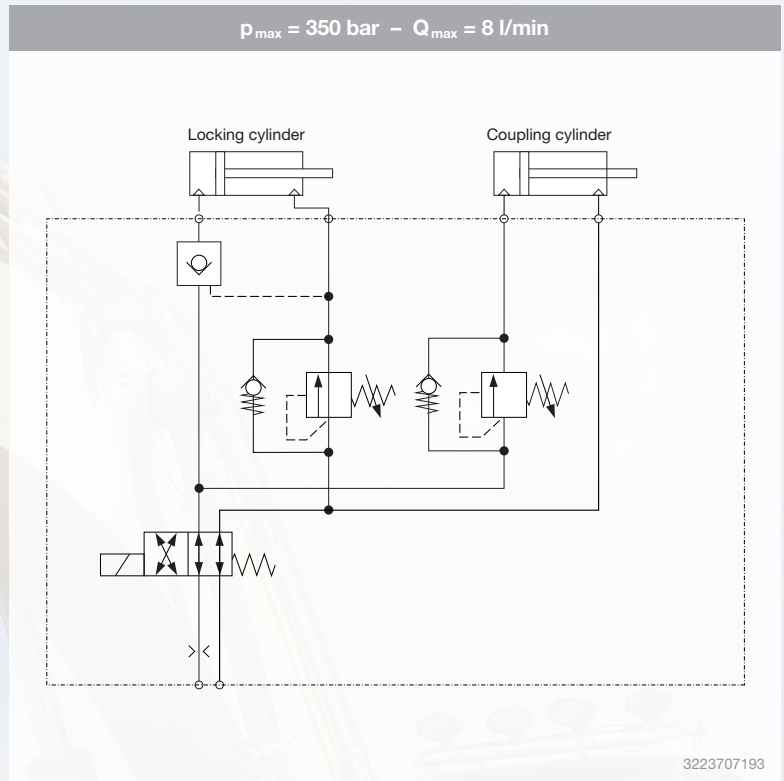 pmax = 350 bar – Qmax = 8 l/min
Locking cylinder
Coupling cylinder
3223707193